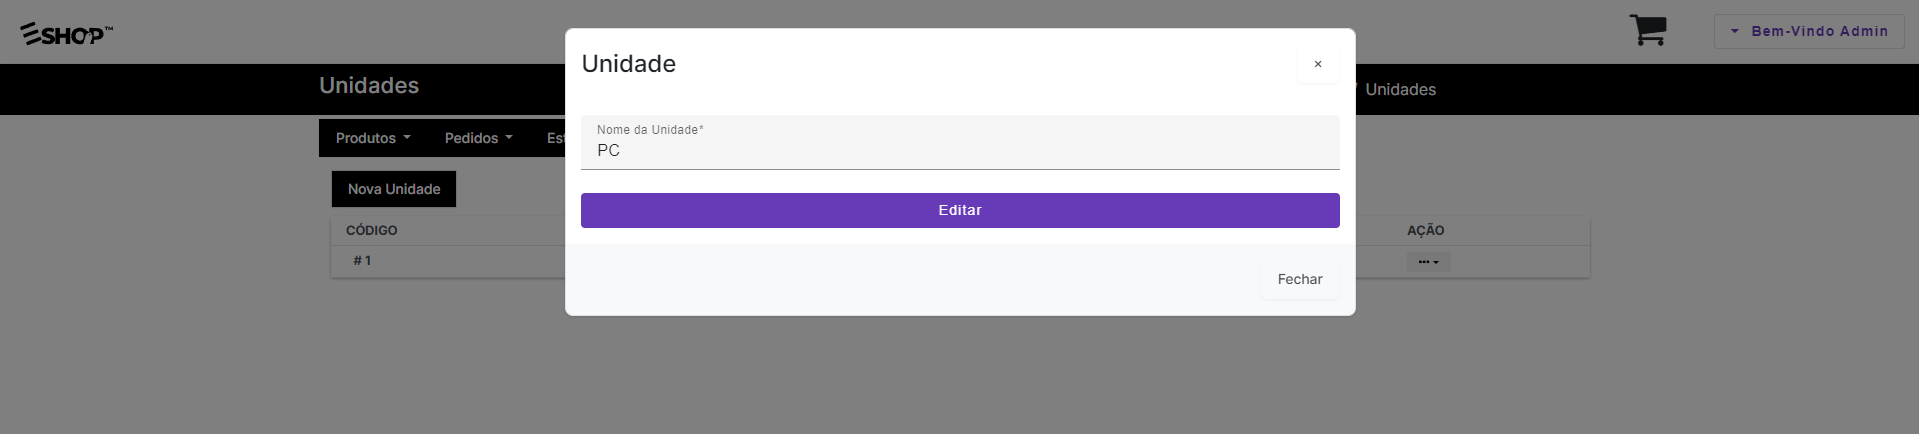 ESHOP™
Bem-Vindo Admin
Unidades
/ Unidades
Produtos
Pedidos
Est
Nova Unidade
CÓDIGO
AÇÃO
# 1
Unidade
×
Nome da Unidade*
PC
Editar
Fechar